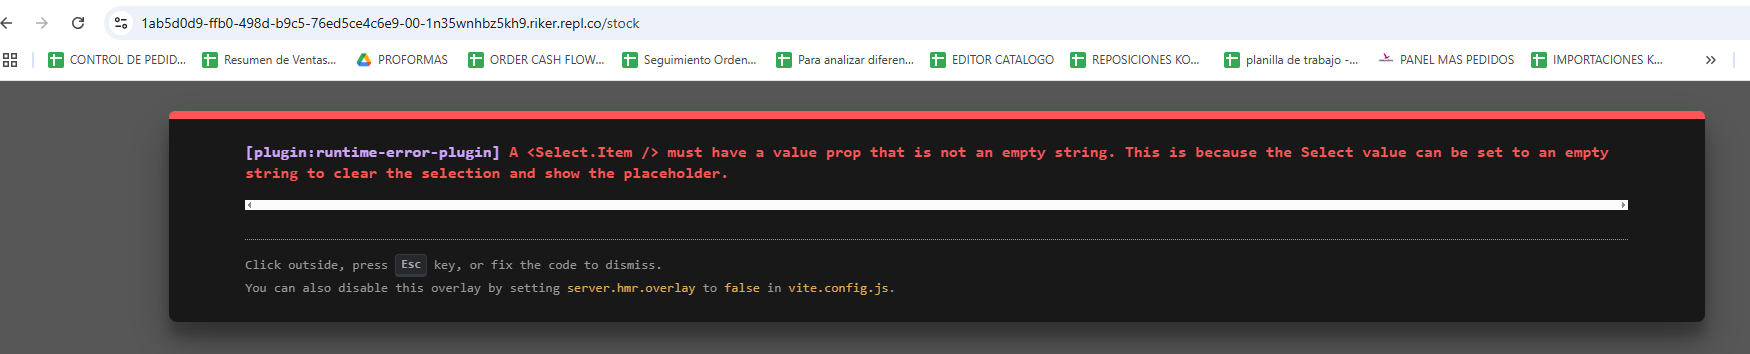 1ab5d0d9-ffb0-498d-b9c5-76ed5ce4c6e9-00-1n35wnhbz5kh9.riker.repl.co/stock
CONTROL DE PEDID... Resumen de Ventas... PROFORMAS ORDER CASH FLOW... Seguimiento Orden... Para analizar diferen... EDITOR CATALOGO REPOSICIONES KO... planilla de trabajo -... PANEL MAS PEDIDOS IMPORTACIONES K... »
[plugin:runtime-error-plugin] A <Select.Item /> must have a value prop that is not an empty string. This is because the Select value can be set to an empty
string to clear the selection and show the placeholder.
Click outside, press Esc key, or fix the code to dismiss.
You can also disable this overlay by setting server.hmr.overlay to false in vite.config.js.